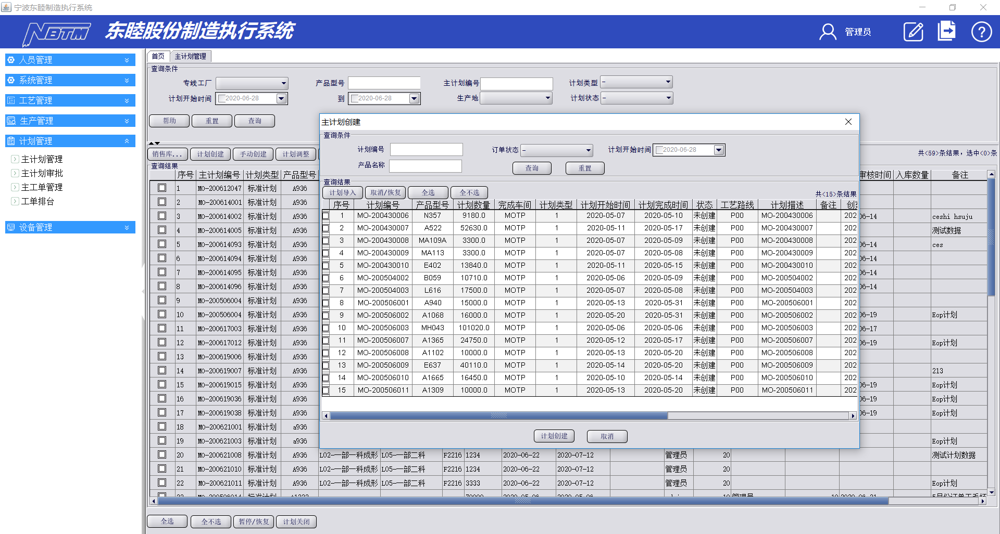 宁波东睦制造执行系统
NBTM 东睦股份制造执行系统 管理员
人员管理
系统管理
工艺管理
生产管理
计划管理
主计划管理
主计划审批
主工单管理
工单排台
设备管理
首页 主计划管理
查询条件
专线工厂 产品型号 主计划编号 计划类型 -
计划开始时间 2020-06-28 到 2020-06-28 生产地 计划状态 -
帮助 重置 查询
销售库... 计划创建 手动创建 计划调整 共<59>条结果，选中<0>条
查询结果
序号 主计划编号 计划类型 产品型号 审核时间 入库数量 备注
1 MO-200612047 标准计划 A936
2 MO-200614001 标准计划 A936
3 MO-200614002 标准计划 A936 06-14 ceshi hsuju
4 MO-200614005 标准计划 A936 测试数据
5 MO-200614093 标准计划 A936 06-14 ces
6 MO-200614094 标准计划 A936 06-14
7 MO-200614095 标准计划 A936 06-14
8 MO-200614096 标准计划 A936 06-14
9 MO-200506004 标准计划 A936
10 MO-200506004 标准计划 A936 06-19 Eop计划
11 MO-200617003 标准计划 A936 06-17
12 MO-200617012 标准计划 A936 06-19 Eop计划
13 MO-200619006 标准计划 A936
14 MO-200619007 标准计划 A936 213
15 MO-200619015 标准计划 A936 06-19 Eop计划
16 MO-200619036 标准计划 A936 06-19 Eop计划
17 MO-200619038 标准计划 A936 06-19 Eop计划
18 MO-200621001 标准计划 a936
19 MO-200621003 标准计划 a936 Eop计划
20 MO-200621008 标准计划 A936 L02-一部一科成形 L05-一部二科 F2216 1234 2020-06-22 2020-07-12 管理员 20 测试计划数据
21 MO-200621010 标准计划 A936 L02-一部一科成形 L05-一部二科 F2216 1234 2020-06-22 2020-07-12 管理员 20
22 MO-200621011 标准计划 A936 L02-一部一科成形 L05-一部二科 F2216 3333 2020-06-22 2020-07-12 管理员 20 Eop计划
全选 全不选 暂停/恢复 计划关闭
主计划创建
查询条件
计划编号 订单状态 - 计划开始时间 2020-06-28
产品名称 查询 重置
查询结果
计划导入 取消/恢复 全选 全不选 共<15>条结果
序号 计划编号 产品型号 计划数量 完成车间 计划类型 计划开始时间 计划完成时间 状态 工艺路线 计划描述 备注 创
1 MO-200430006 N357 9180.0 MOTP 1 2020-05-07 2020-05-10 未创建 P00 MO-200430006 202
2 MO-200430007 A522 52630.0 MOTP 1 2020-05-11 2020-05-17 未创建 P00 MO-200430007 202
3 MO-200430008 MA109A 3300.0 MOTP 1 2020-05-07 2020-05-09 未创建 P00 MO-200430008 202
4 MO-200430009 MA113 3300.0 MOTP 1 2020-05-07 2020-05-08 未创建 P00 MO-200430009 202
5 MO-200430010 E402 13840.0 MOTP 1 2020-05-11 2020-05-15 未创建 P00 MO-200430010 202
6 MO-200504002 B059 10710.0 MOTP 1 2020-05-06 2020-05-09 未创建 P00 MO-200504002 202
7 MO-200504003 L616 17500.0 MOTP 1 2020-05-07 2020-05-08 未创建 P00 MO-200504003 202
8 MO-200506001 A940 15000.0 MOTP 1 2020-05-13 2020-05-31 未创建 P00 MO-200506001 202
9 MO-200506002 A1068 16000.0 MOTP 1 2020-05-20 2020-05-31 未创建 P00 MO-200506002 202
10 MO-200506003 MH043 101020.0 MOTP 1 2020-05-06 2020-05-06 未创建 P00 MO-200506003 202
11 MO-200506007 A1365 24750.0 MOTP 1 2020-05-12 2020-05-17 未创建 P00 MO-200506007 202
12 MO-200506008 A1102 10000.0 MOTP 1 2020-05-13 2020-05-20 未创建 P00 MO-200506008 202
13 MO-200506009 E637 40110.0 MOTP 1 2020-05-14 2020-05-20 未创建 P00 MO-200506009 202
14 MO-200506010 A1665 16450.0 MOTP 1 2020-05-10 2020-05-14 未创建 P00 MO-200506010 202
15 MO-200506011 A1309 10000.0 MOTP 1 2020-05-13 2020-05-20 未创建 P00 MO-200506011 202
计划创建 取消